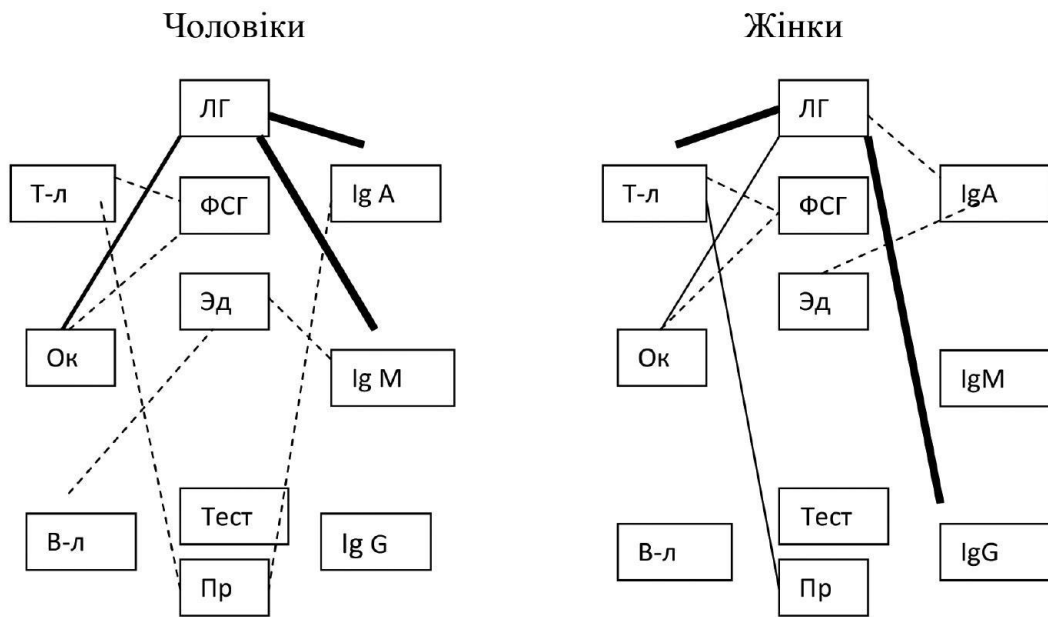 Чоловіки
ЛГ
Т-л
ФСГ
Ig A
Эд
Ок
Ig M
Тест
В-л
Ig G
Пр
Жінки
ЛГ
Т-л
ФСГ
IgA
Эд
Ок
IgM
Тест
В-л
IgG
Пр